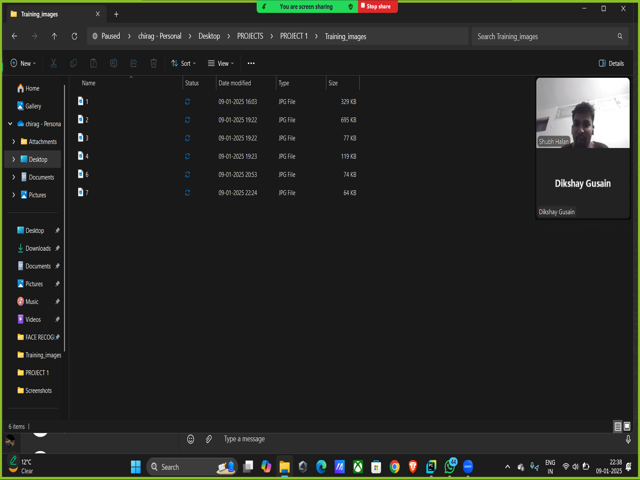 Training_images
You are screen sharing
Stop share
Paused
chirag - Personal
Desktop
PROJECTS
PROJECT 1
Training_images
Search Training_images
New
Sort
View
Details
Name
Status
Date modified
Type
Size
1
09-01-2025 16:03
JPG File
329 KB
2
09-01-2025 19:22
JPG File
695 KB
3
09-01-2025 19:22
JPG File
77 KB
4
09-01-2025 19:23
JPG File
119 KB
6
09-01-2025 20:53
JPG File
74 KB
7
09-01-2025 22:24
JPG File
64 KB
Home
Gallery
chirag - Persona
Attachments
Desktop
Documents
Pictures
Desktop
Downloads
Documents
Pictures
Music
Videos
FACE RECOG
Training_images
PROJECT 1
Screenshots
Shubh Halan
Dikshay Gusain
Dikshay Gusain
6 items
Type a message
12°C
Clear
Search
44
ENG
IN
22:38
09-01-2025